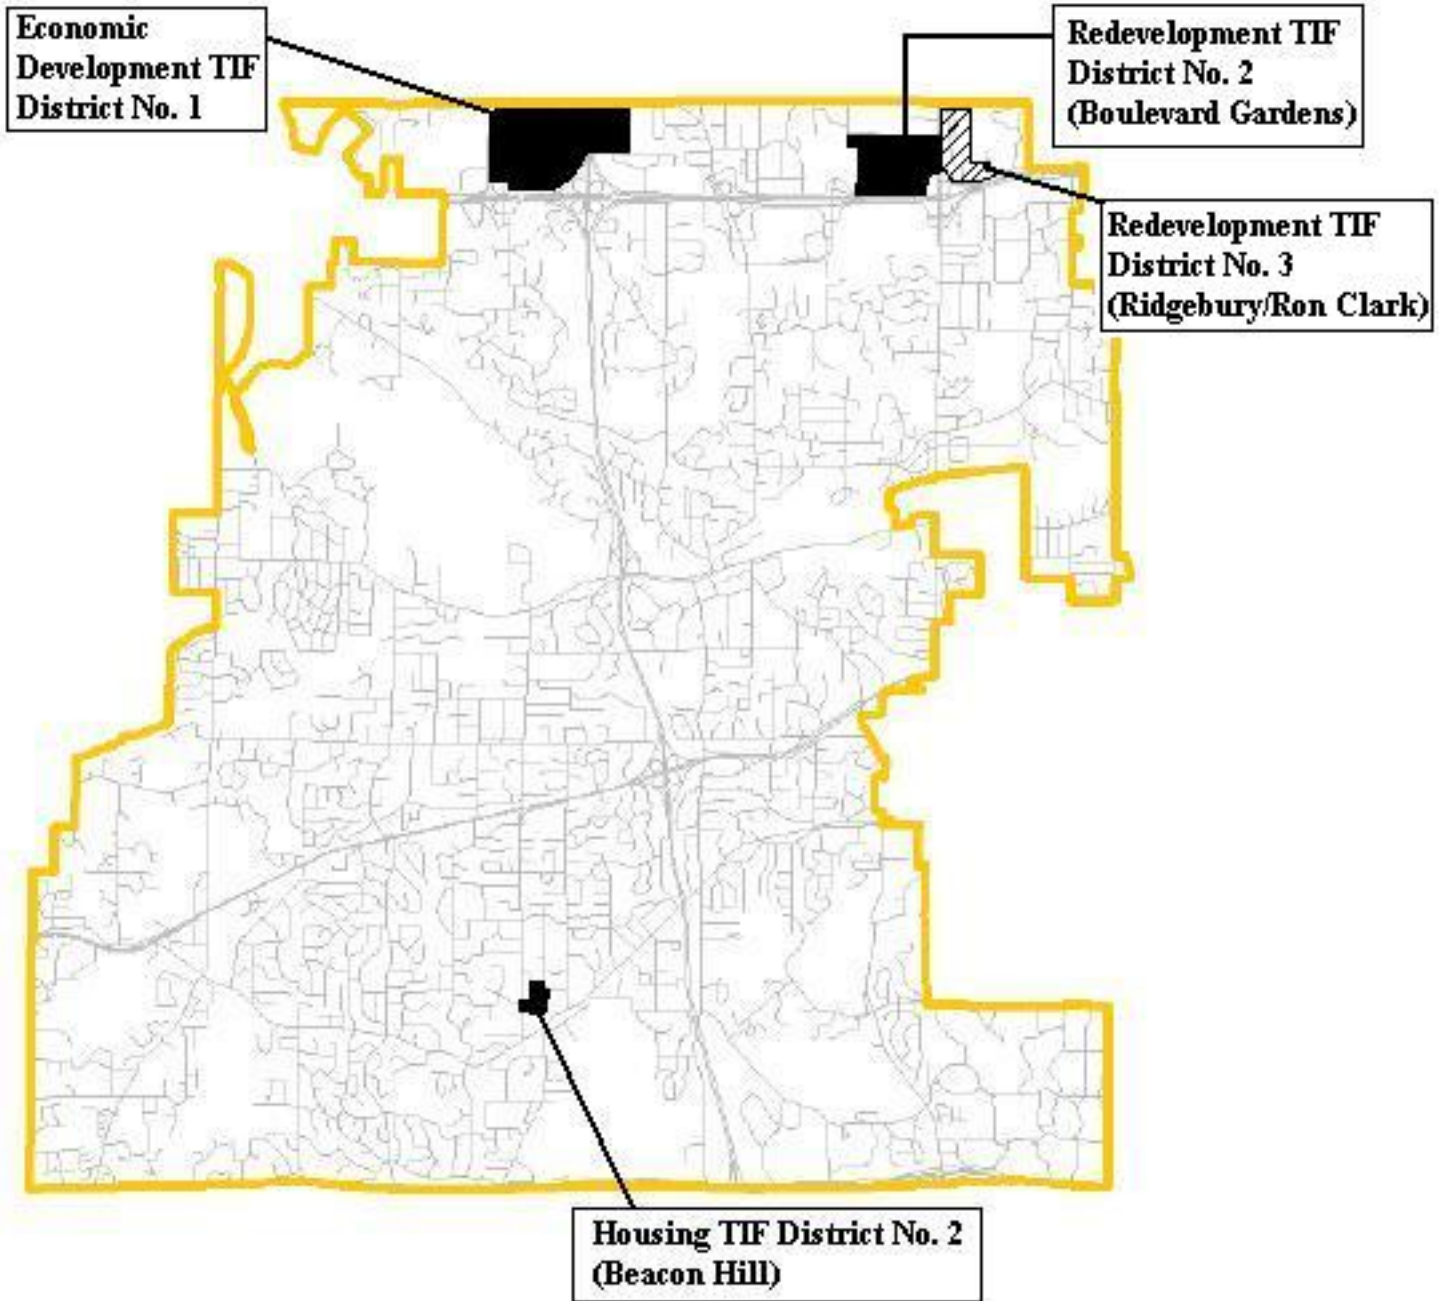 Economic
Development TIF
District No. 1
Redevelopment TIF
District No. 2
(Boulevard Gardens)
Redevelopment TIF
District No. 3
(Ridgebury/Ron Clark)
Housing TIF District No. 2
(Beacon Hill)